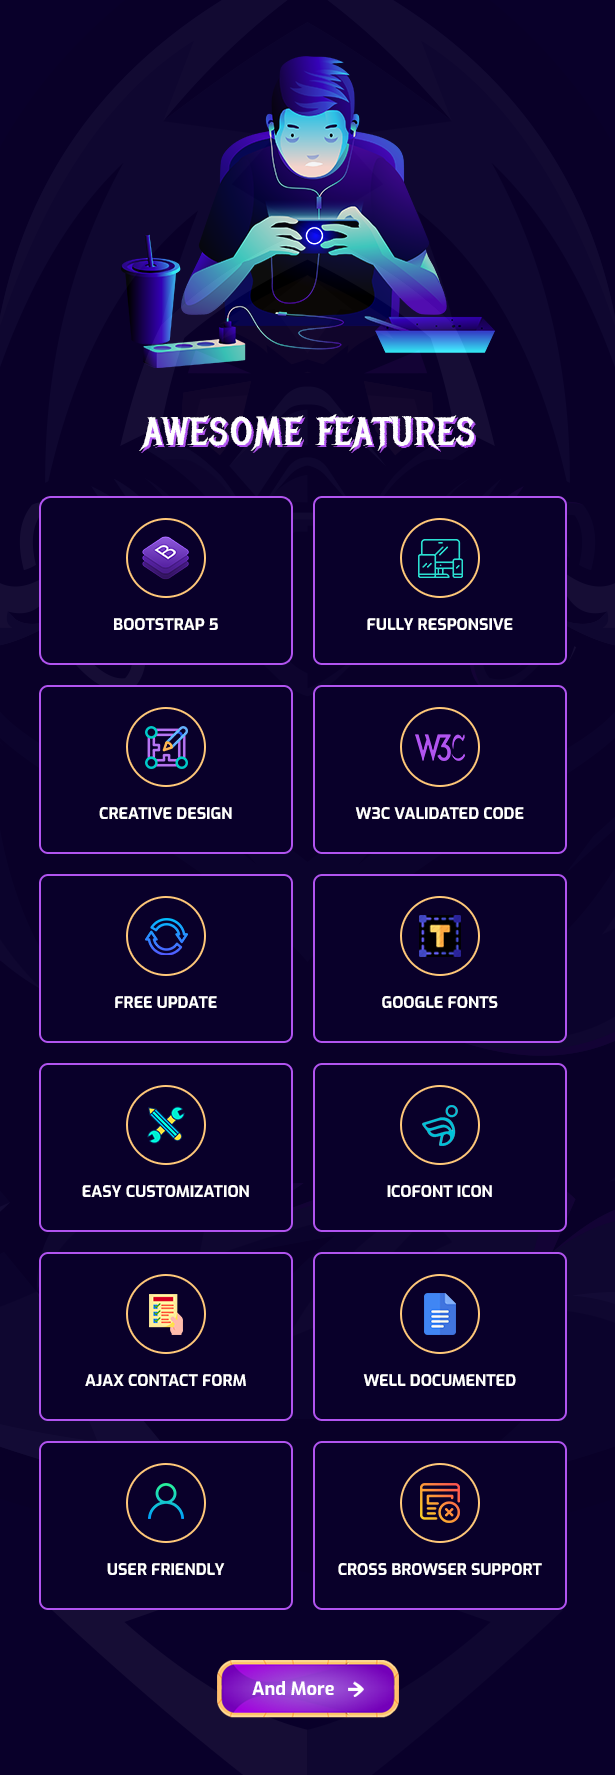 AWESOME FEATURES
B
BOOTSTRAP 5
FULLY RESPONSIVE
CREATIVE DESIGN
W3C
W3C VALIDATED CODE
FREE UPDATE
T
GOOGLE FONTS
EASY CUSTOMIZATION
ICOFONT ICON
AJAX CONTACT FORM
WELL DOCUMENTED
USER FRIENDLY
CROSS BROWSER SUPPORT
And More